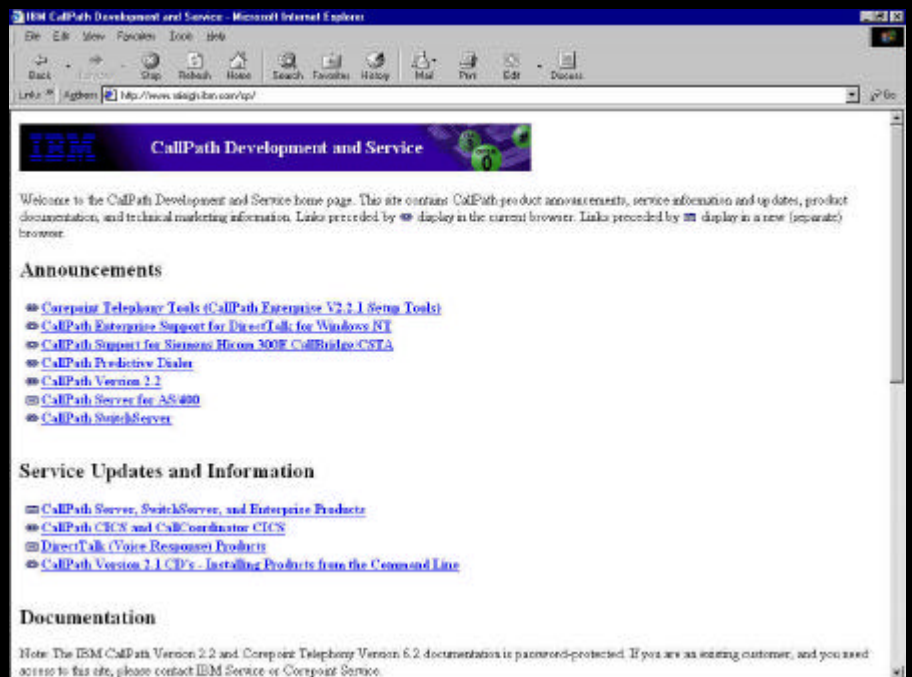 IBM CallPath Development and Service - Microsoft Internet Explorer
File Edit View Favorites Tools Help
Back Stop Refresh Home Search Favorites History Mail Print Edit Discuss
Links Address http://www.raleigh.ibm.com/cp/ Go
IBM CallPath Development and Service
Welcome to the CallPath Development and Service home page. This site contains CallPath product announcements, service information and updates, product
documentation, and technical marketing information. Links preceded by display in the current browser. Links preceded by display in a new (separate)
browser.
Announcements
Corepoint Telephony Tools (CallPath Enterprise V2.2.1 Setup Tools)
CallPath Enterprise Support for DirectTalk for Windows NT
CallPath Support for Siemens Hicom 300E CallBridge/CSTA
CallPath Predictive Dialer
CallPath Version 2.2
CallPath Server for AS/400
CallPath SwitchServer
Service Updates and Information
CallPath Server, SwitchServer, and Enterprise Products
CallPath CICS and CallCoordinator CICS
DirectTalk (Voice Response) Products
CallPath Version 2.1 CD's - Installing Products from the Command Line
Documentation
Note: The IBM CallPath Version 2.2 and Corepoint Telephony Version 6.2 documentation is password-protected. If you are an existing customer, and you need
access to this site, please contact IBM Service or Corepoint Service.